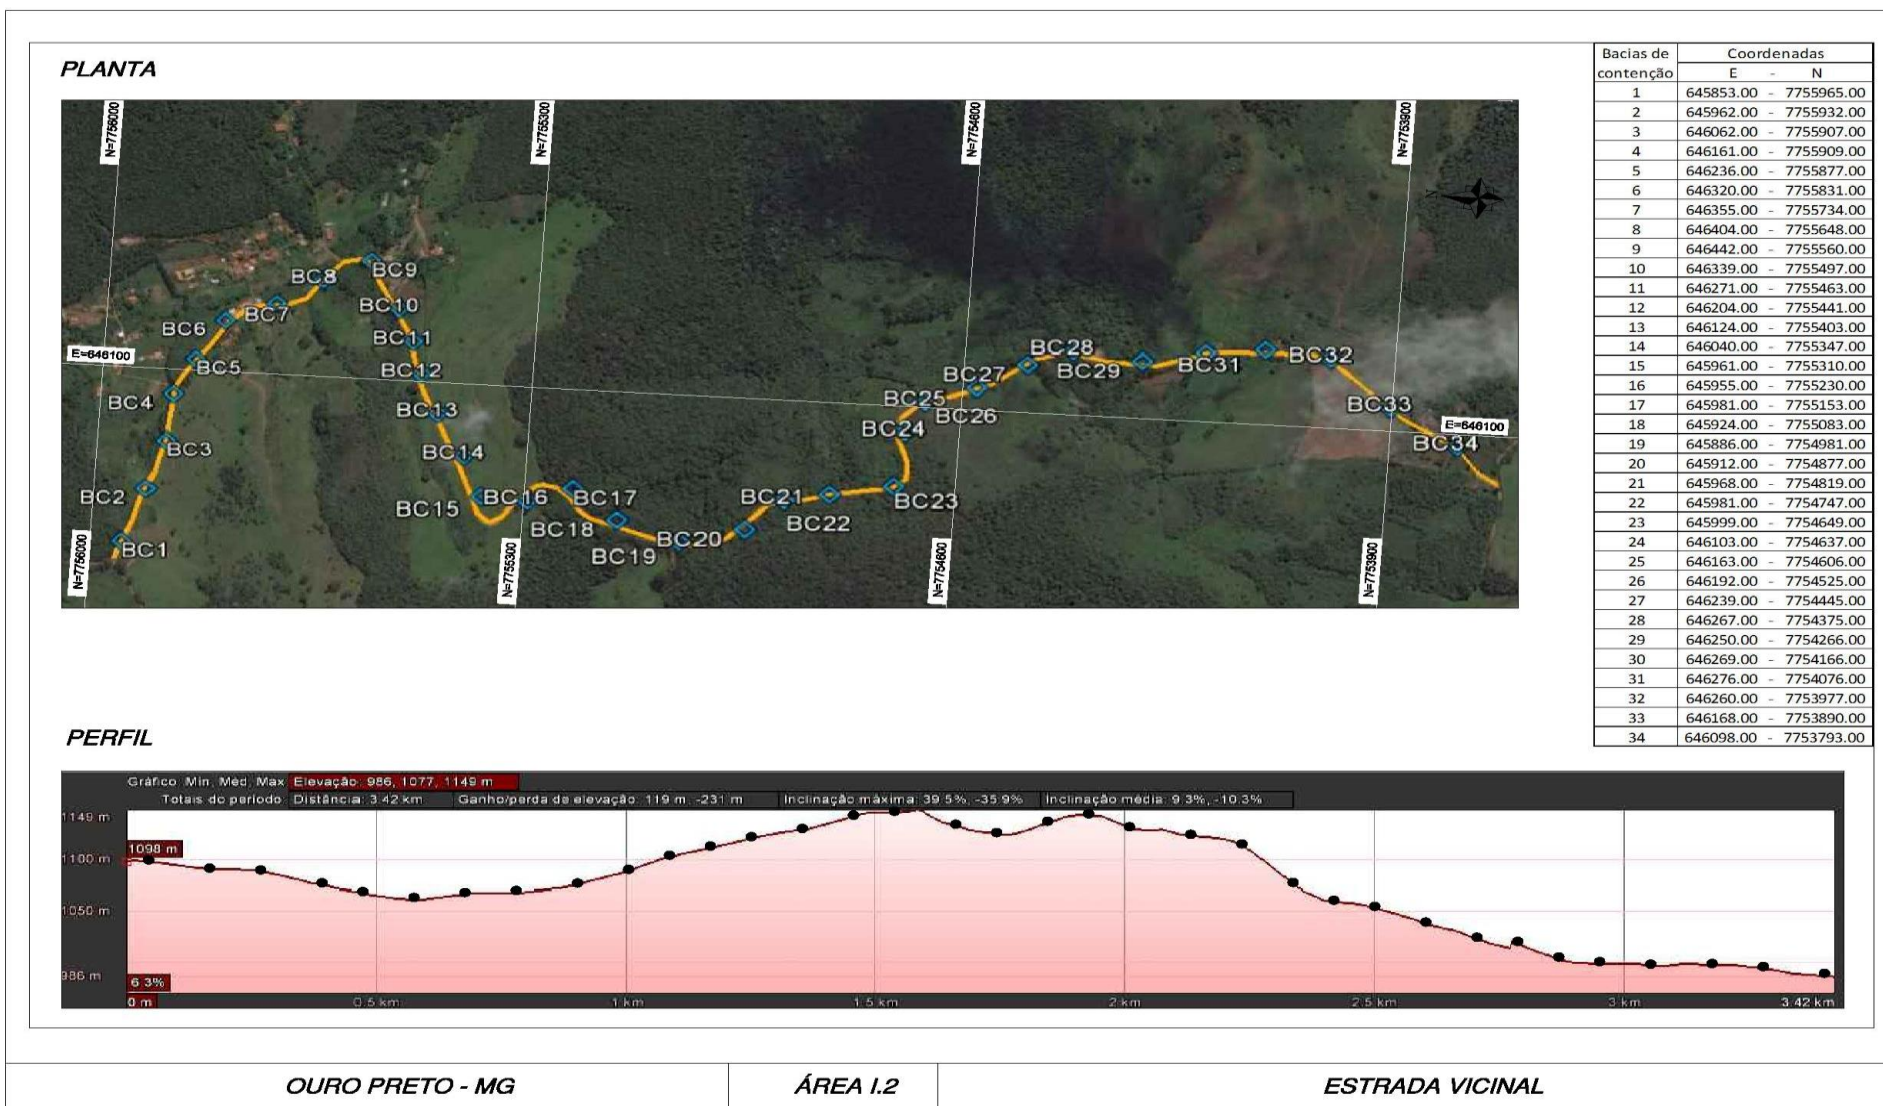 PLANTA
N=7756000
N=7755300
N=7754600
N=7753900
N
BC9
BC8
BC10
BC7
BC6
BC11
E=646100
BC5
BC12
BC4
BC13
BC3
BC14
BC2
BC15
BC16
BC17
BC18
BC1
BC19
BC20
BC21
BC22
BC23
BC24
BC25
BC26
BC27
BC28
BC29
BC31
BC32
BC33
E=646100
BC34
N=7756000
N=7755300
N=7754600
N=7753900
Bacias de contenção Coordenadas
E - N
1 645853.00 - 7755965.00
2 645962.00 - 7755932.00
3 646062.00 - 7755907.00
4 646161.00 - 7755909.00
5 646236.00 - 7755877.00
6 646320.00 - 7755831.00
7 646355.00 - 7755734.00
8 646404.00 - 7755648.00
9 646442.00 - 7755560.00
10 646339.00 - 7755497.00
11 646271.00 - 7755463.00
12 646204.00 - 7755441.00
13 646124.00 - 7755403.00
14 646040.00 - 7755347.00
15 645961.00 - 7755310.00
16 645955.00 - 7755230.00
17 645981.00 - 7755153.00
18 645924.00 - 7755083.00
19 645886.00 - 7754981.00
20 645912.00 - 7754877.00
21 645968.00 - 7754819.00
22 645981.00 - 7754747.00
23 645999.00 - 7754649.00
24 646103.00 - 7754637.00
25 646163.00 - 7754606.00
26 646192.00 - 7754525.00
27 646239.00 - 7754445.00
28 646267.00 - 7754375.00
29 646250.00 - 7754266.00
30 646269.00 - 7754166.00
31 646276.00 - 7754076.00
32 646260.00 - 7753977.00
33 646168.00 - 7753890.00
34 646098.00 - 7753793.00
PERFIL
Gráfico: Min, Méd, Max Elevação: 986, 1077, 1149 m
Totais do período: Distância: 3.42 km Ganho/perda de elevação: 119 m, -231 m Inclinação máxima: 39.5%, -35.9% Inclinação média: 9.3%, -10.3%
1149 m
1098 m
1100 m
1050 m
986 m
6.3%
0 m 0.5 km 1 km 1.5 km 2 km 2.5 km 3 km 3.42 km
OURO PRETO - MG ÁREA I.2 ESTRADA VICINAL